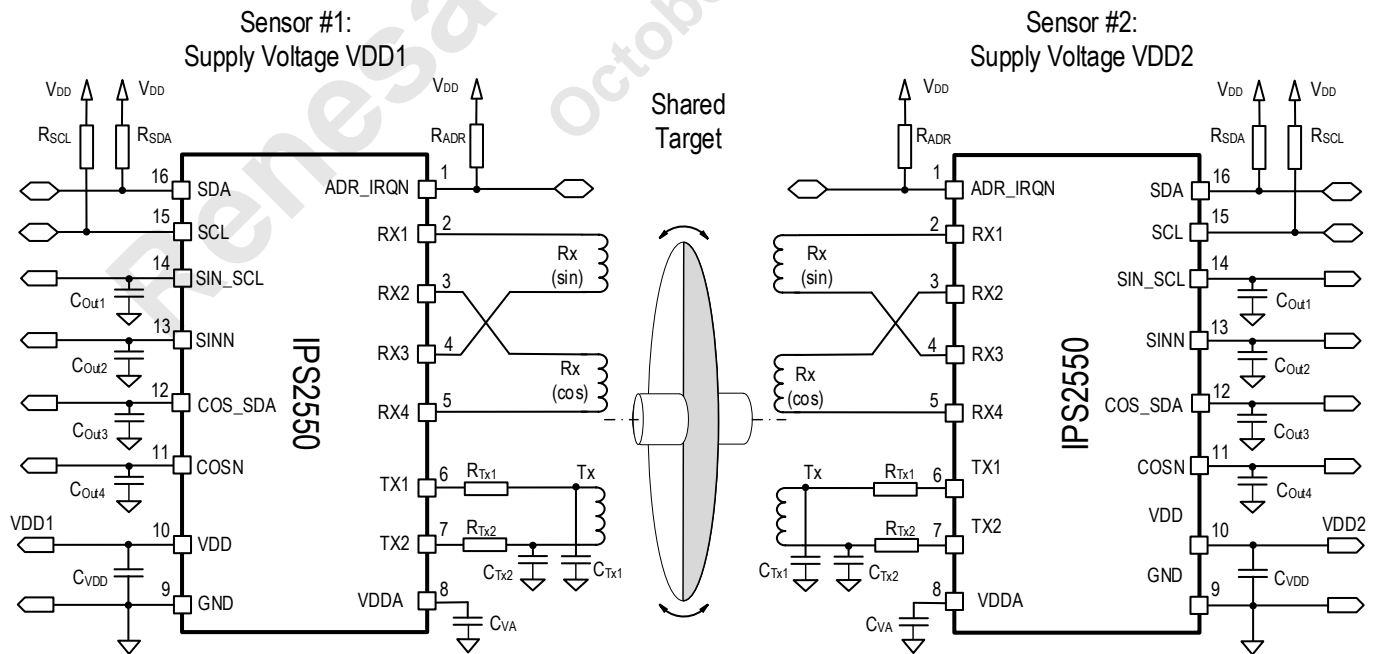 Sensor #1:
Supply Voltage VDD1
Sensor #2:
Supply Voltage VDD2
Renesa
Octob
Shared
Target
VDD
VDD
VDD
RSCL
RSDA
RADR
16
SDA
15
SCL
14
SIN_SCL
COut1
13
SINN
COut2
12
COS_SDA
COut3
11
COSN
COut4
VDD1
10
VDD
CVDD
9
GND
IPS2550
1
ADR_IRQN
2
RX1
Rx
(sin)
3
RX2
4
RX3
Rx
(cos)
5
RX4
TX1
6
RTx1
Tx
TX2
7
RTx2
CTx2
CTx1
VDDA
8
CVA
VDD
VDD
VDD
RADR
RSDA
RSCL
1
ADR_IRQN
2
RX1
Rx
(sin)
3
RX2
4
RX3
Rx
(cos)
5
RX4
TX1
6
RTx1
Tx
TX2
7
RTx2
CTx1
CTx2
8
VDDA
CVA
IPS2550
SDA
16
SCL
15
SIN_SCL
14
COut1
SINN
13
COut2
COS_SDA
12
COut3
COSN
11
COut4
VDD
10
VDD2
CVDD
GND
9